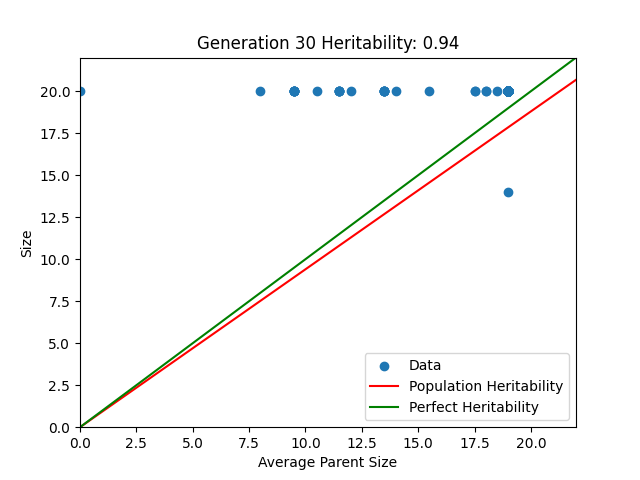 Generation 30 Heritability: 0.94
20.0
17.5
15.0
12.5
10.0
7.5
5.0
2.5
0.0
Size
Data
Population Heritability
Perfect Heritability
0.0 2.5 5.0 7.5 10.0 12.5 15.0 17.5 20.0
Average Parent Size